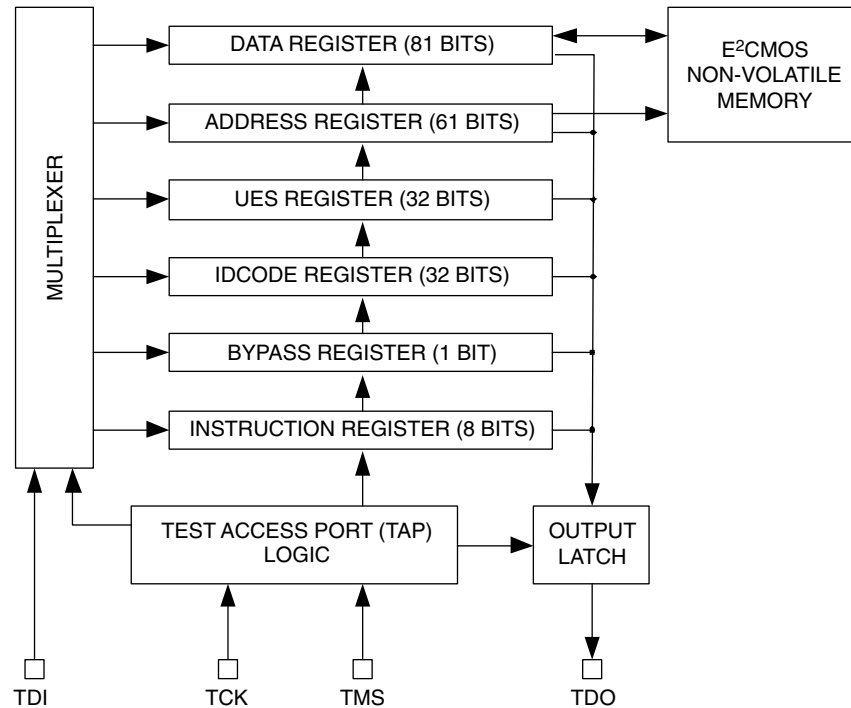 DATA REGISTER (81 BITS)
E²CMOS
NON-VOLATILE
MEMORY
ADDRESS REGISTER (61 BITS)
UES REGISTER (32 BITS)
MULTIPLEXER
IDCODE REGISTER (32 BITS)
BYPASS REGISTER (1 BIT)
INSTRUCTION REGISTER (8 BITS)
TEST ACCESS PORT (TAP)
LOGIC
OUTPUT
LATCH
TDI
TCK
TMS
TDO